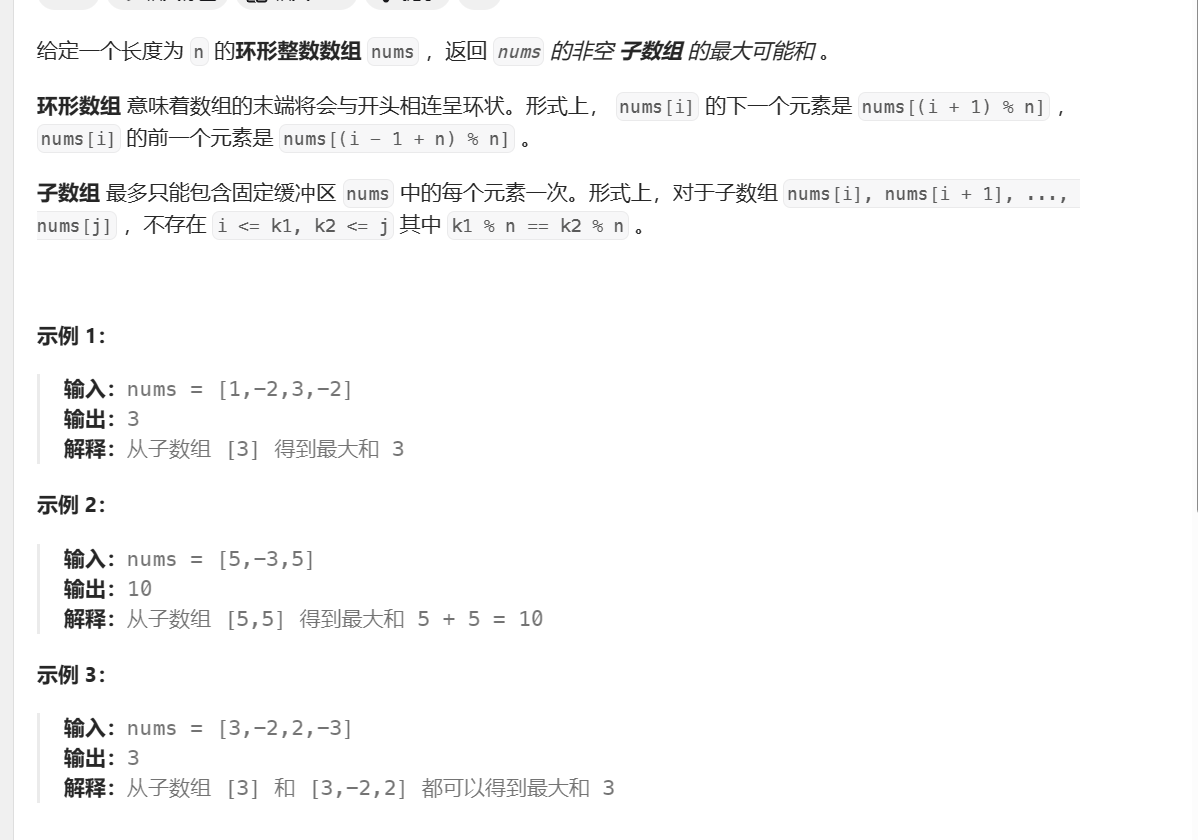 给定一个长度为 n 的环形整数数组 nums ，返回 nums 的非空 子数组 的最大可能和 。
环形数组 意味着数组的末端将会与开头相连呈环状。形式上， nums[i] 的下一个元素是 nums[(i + 1) % n] ，
nums[i] 的前一个元素是 nums[(i - 1 + n) % n] 。
子数组 最多只能包含固定缓冲区 nums 中的每个元素一次。形式上，对于子数组 nums[i], nums[i + 1], ...,
nums[j] ，不存在 i <= k1, k2 <= j 其中 k1 % n == k2 % n 。
示例 1：
输入：nums = [1,-2,3,-2]
输出：3
解释：从子数组 [3] 得到最大和 3
示例 2：
输入：nums = [5,-3,5]
输出：10
解释：从子数组 [5,5] 得到最大和 5 + 5 = 10
示例 3：
输入：nums = [3,-2,2,-3]
输出：3
解释：从子数组 [3] 和 [3,-2,2] 都可以得到最大和 3